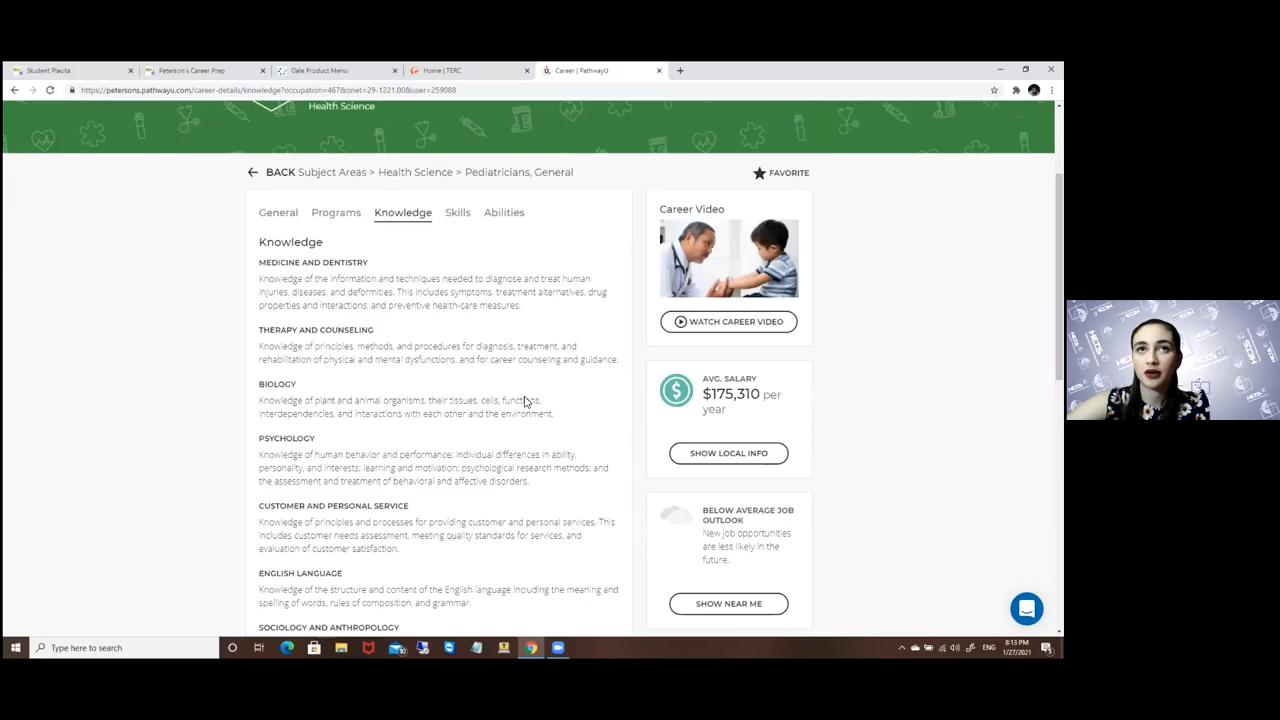 Student Placita
Peterson's Career Prep
Gale Product Menu
Home | TERC
Career | PathwayU
https://petersons.pathwayu.com/career-details/knowledge?occupation=467&onet=29-1221.00&user=259088
Health Science
BACK Subject Areas > Health Science > Pediatricians, General
FAVORITE
General Programs Knowledge Skills Abilities
Knowledge
MEDICINE AND DENTISTRY
Knowledge of the information and techniques needed to diagnose and treat human
injuries, diseases, and deformities. This includes symptoms, treatment alternatives, drug
properties and interactions, and preventive health-care measures.
THERAPY AND COUNSELING
Knowledge of principles, methods, and procedures for diagnosis, treatment, and
rehabilitation of physical and mental dysfunctions, and for career counseling and guidance.
BIOLOGY
Knowledge of plant and animal organisms, their tissues, cells, functions,
interdependencies, and interactions with each other and the environment.
PSYCHOLOGY
Knowledge of human behavior and performance; individual differences in ability,
personality, and interests; learning and motivation; psychological research methods; and
the assessment and treatment of behavioral and affective disorders.
CUSTOMER AND PERSONAL SERVICE
Knowledge of principles and processes for providing customer and personal services. This
includes customer needs assessment, meeting quality standards for services, and
evaluation of customer satisfaction.
ENGLISH LANGUAGE
Knowledge of the structure and content of the English language including the meaning and
spelling of words, rules of composition, and grammar.
SOCIOLOGY AND ANTHROPOLOGY
Career Video
WATCH CAREER VIDEO
AVG. SALARY
$175,310 per
year
SHOW LOCAL INFO
BELOW AVERAGE JOB
OUTLOOK
New job opportunities
are less likely in the
future.
SHOW NEAR ME
Type here to search
ENG
8:13 PM
1/27/2021
HETS